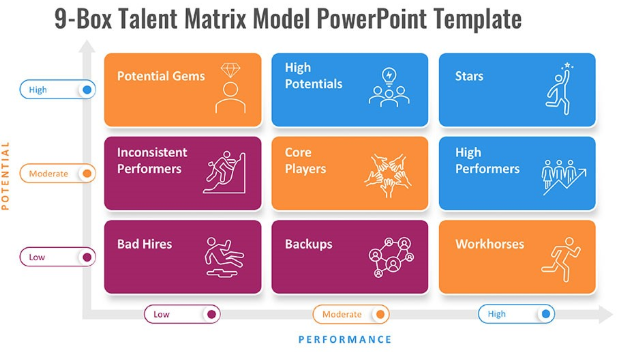 9-Box Talent Matrix Model PowerPoint Template
POTENTIAL
High
Potential Gems
High
Potentials
Stars
Moderate
Inconsistent
Performers
Core
Players
High
Performers
Low
Bad Hires
Backups
Workhorses
Low
Moderate
High
PERFORMANCE